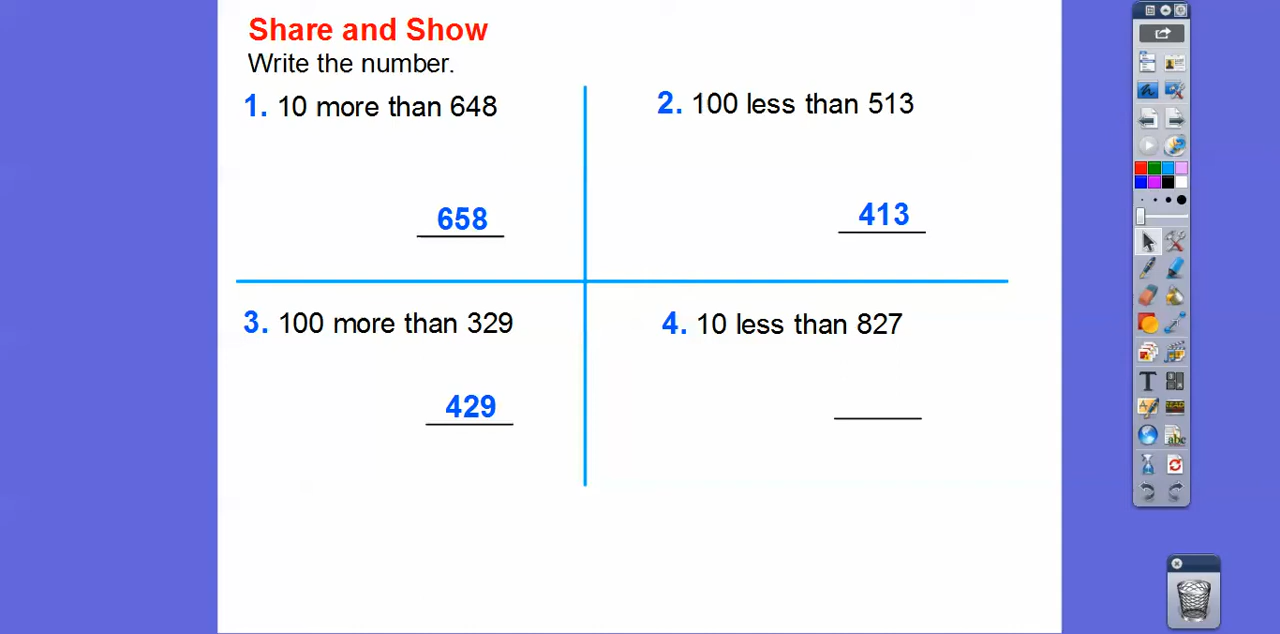 Share and Show
Write the number.
1. 10 more than 648
658
2. 100 less than 513
413
3. 100 more than 329
429
4. 10 less than 827